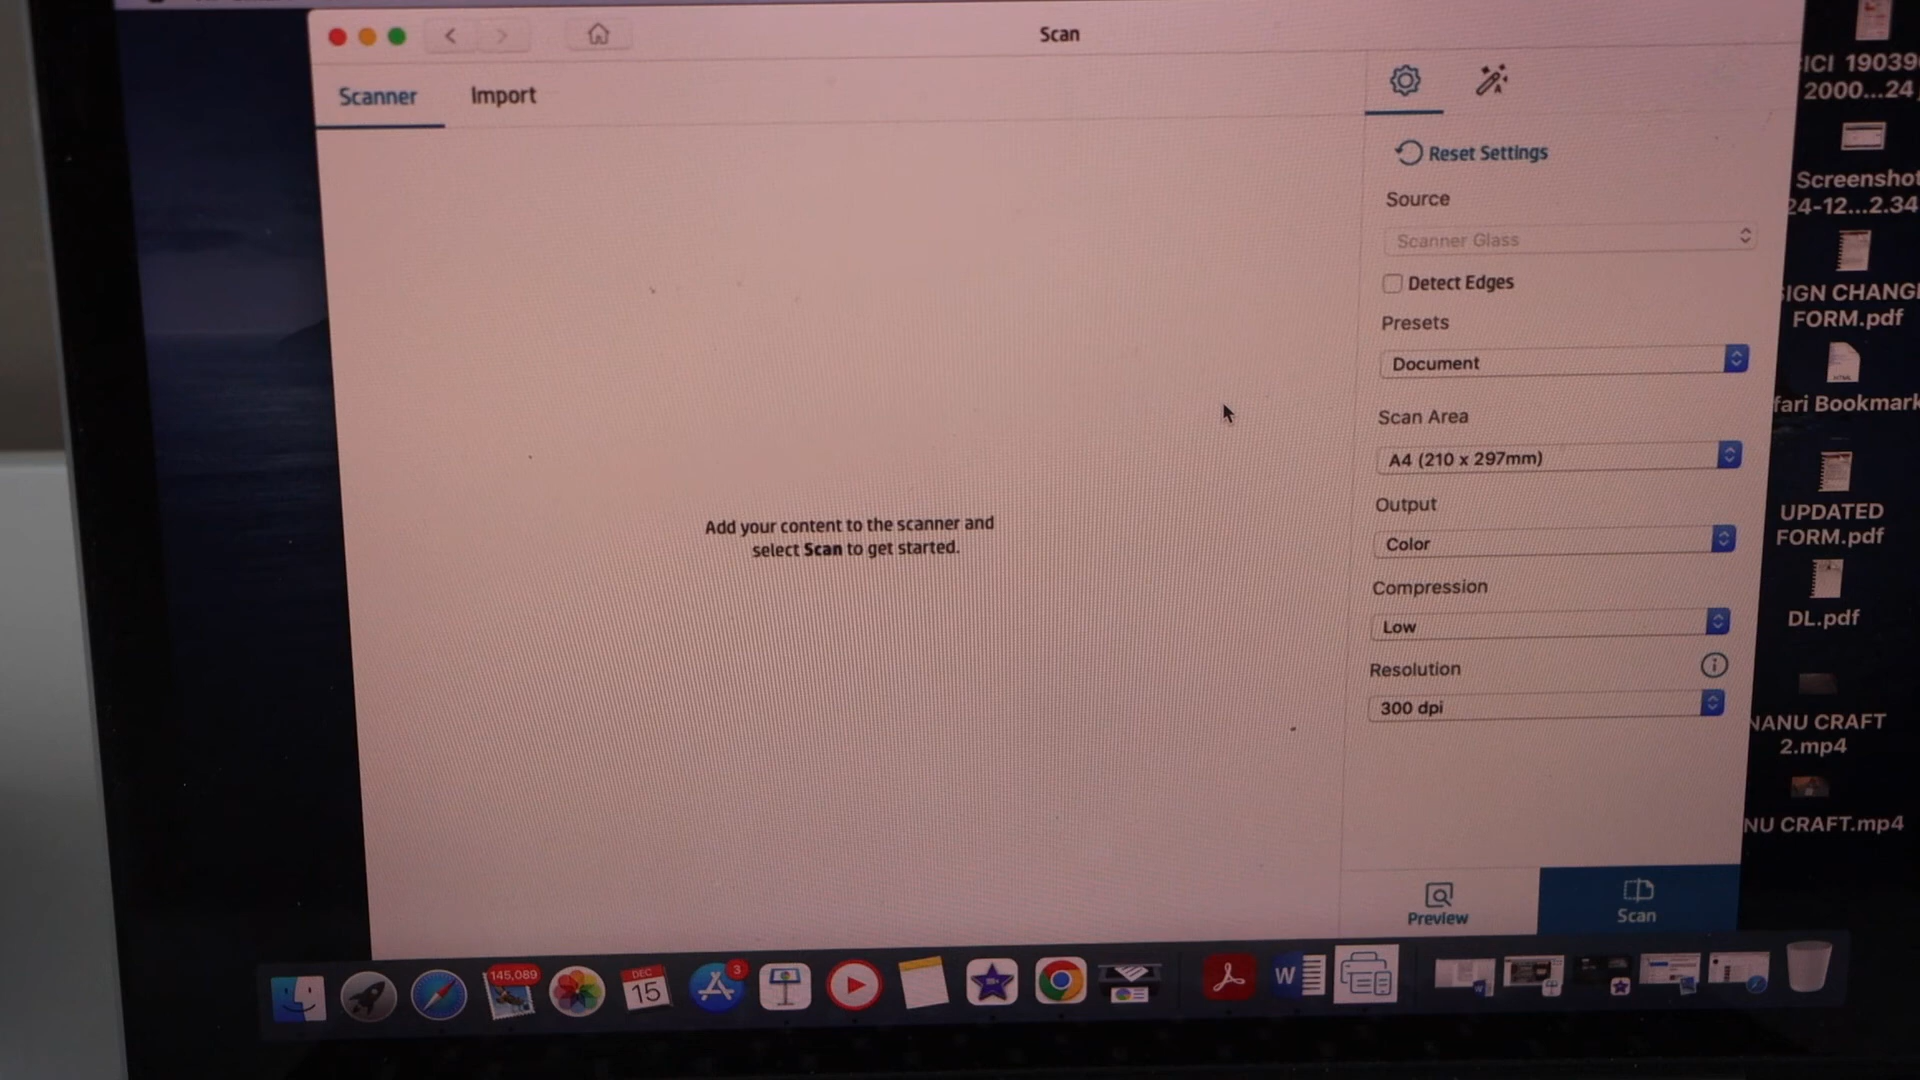 Scan
Scanner
Import
Reset Settings
Source
Scanner Glass
Detect Edges
Presets
Document
Scan Area
A4 (210 x 297mm)
Output
Color
Compression
Low
Resolution
300 dpi
Add your content to the scanner and
select Scan to get started.
Preview
Scan
ICI 19039
2000...24
Screenshot
24-12...2.34
IGN CHANG
FORM.pdf
fari Bookmark
UPDATED
FORM.pdf
DL.pdf
NANU CRAFT
2.mp4
NU CRAFT.mp4
145,089
DEC
15
3
W